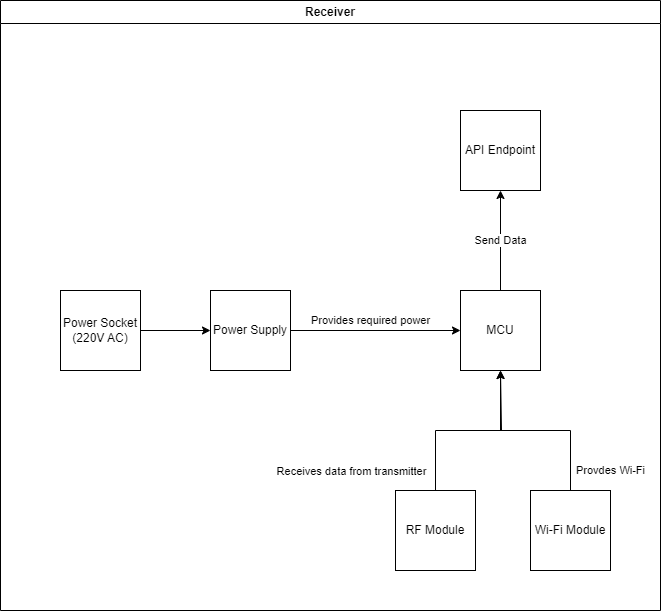 Receiver
API Endpoint
Send Data
Power Socket
(220V AC)
Power Supply
Provides required power
MCU
Receives data from transmitter
Provdes Wi-Fi
RF Module
Wi-Fi Module